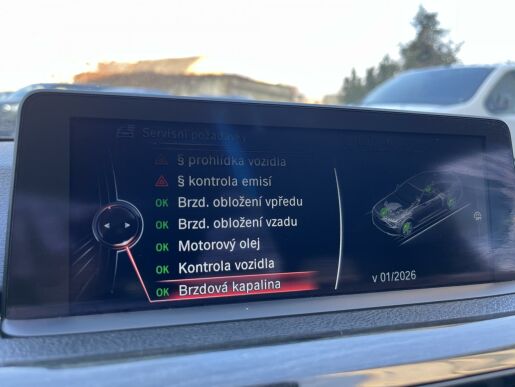 Servisní požadavky
§ prohlídka vozidla
§ kontrola emisí
OK Brzd. obložení vpředu
OK Brzd. obložení vzadu
OK Motorový olej
OK Kontrola vozidla
OK Brzdová kapalina
v 01/2026